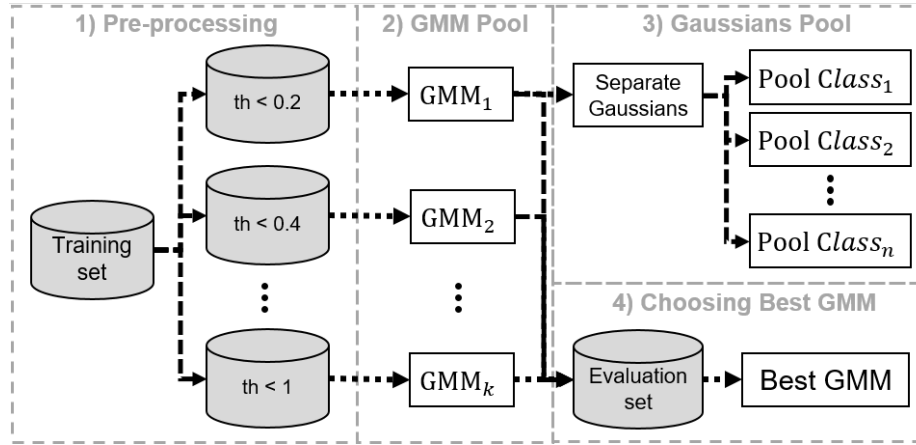 1) Pre-processing
th < 0.2
th < 0.4
th < 1
Training
set
2) GMM Pool
GMM₁
GMM₂
GMMₖ
3) Gaussians Pool
Separate
Gaussians
Pool Class₁
Pool Class₂
Pool Classₙ
4) Choosing Best GMM
Evaluation
set
Best GMM